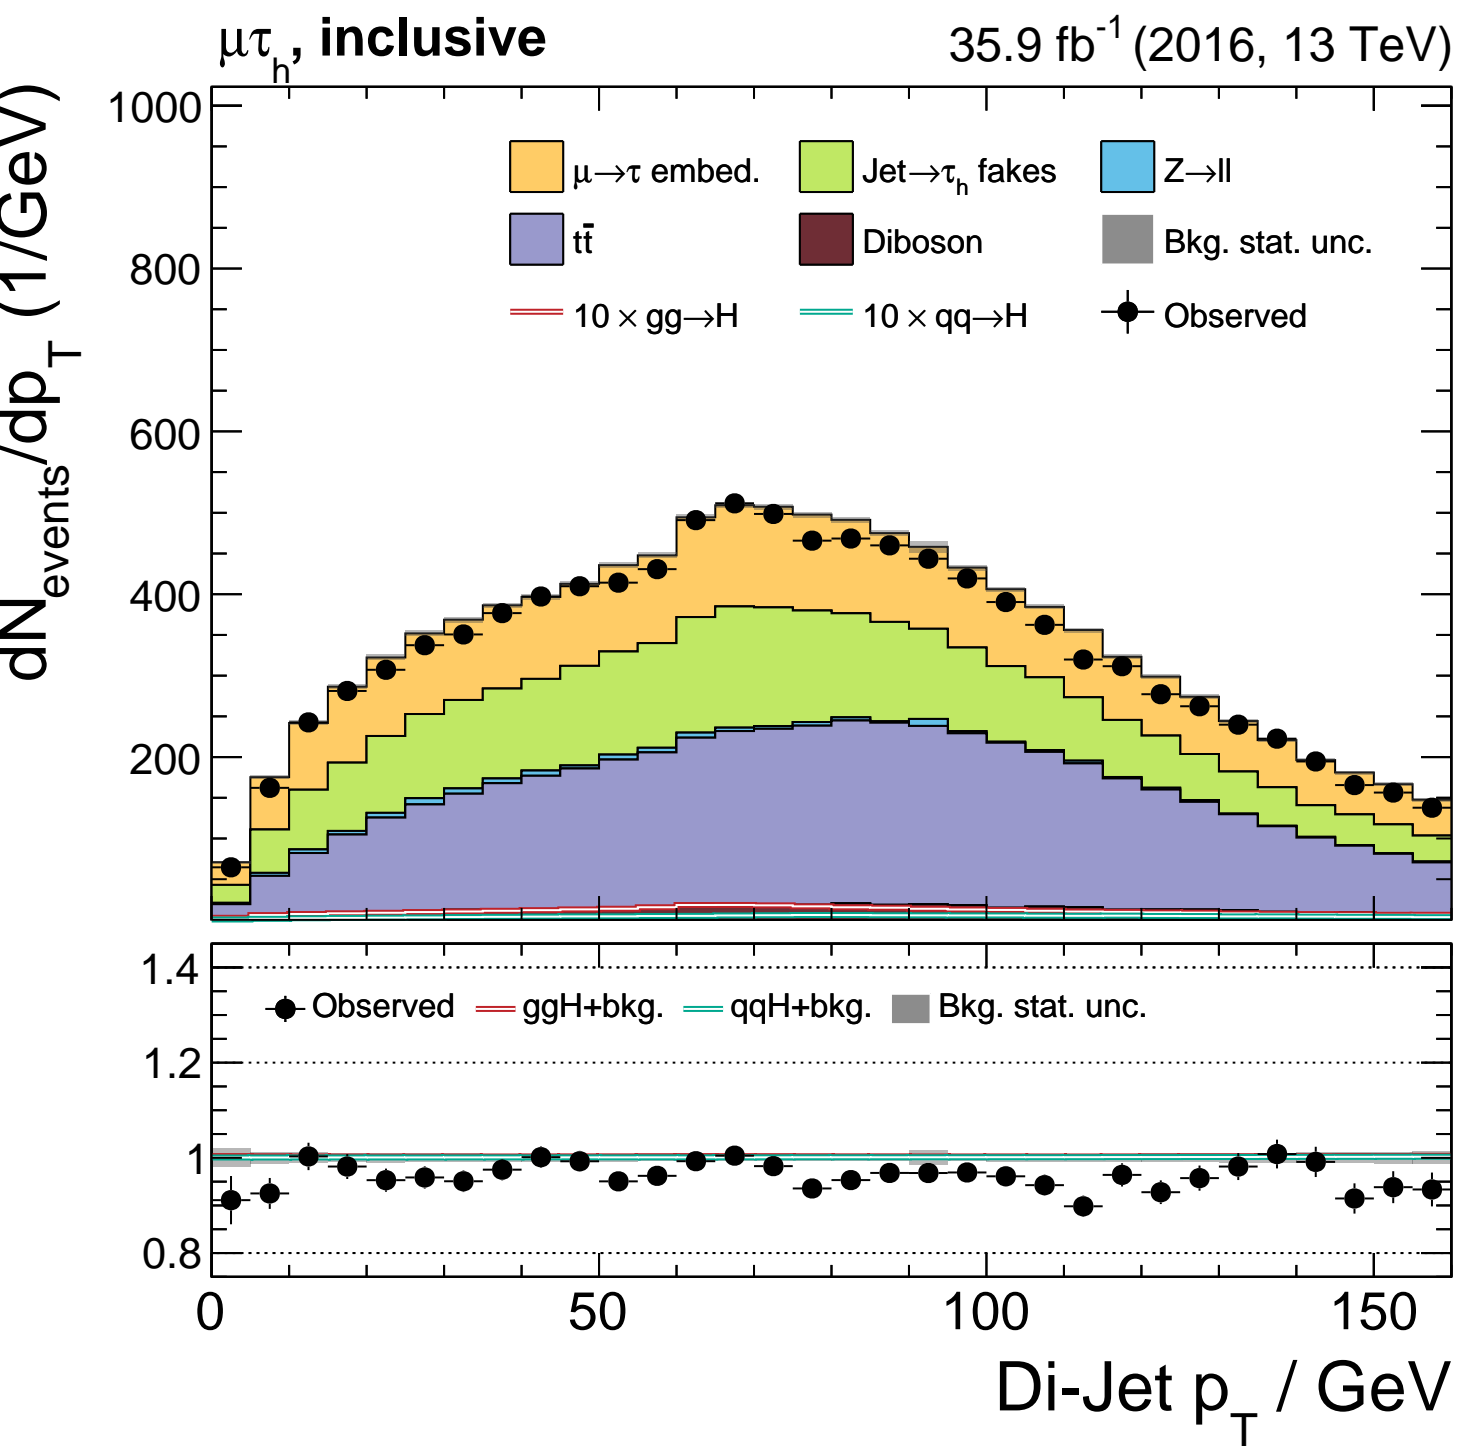 μτh, inclusive
35.9 fb-1 (2016, 13 TeV)
dNevents/dpT (1/GeV)
1000
800
600
400
200
μ→τ embed.
Jet→τh fakes
Z→ll
tt̄
Diboson
Bkg. stat. unc.
10 × gg→H
10 × qq→H
Observed
1.4
1.2
1
0.8
Observed
ggH+bkg.
qqH+bkg.
Bkg. stat. unc.
0
50
100
150
Di-Jet pT / GeV